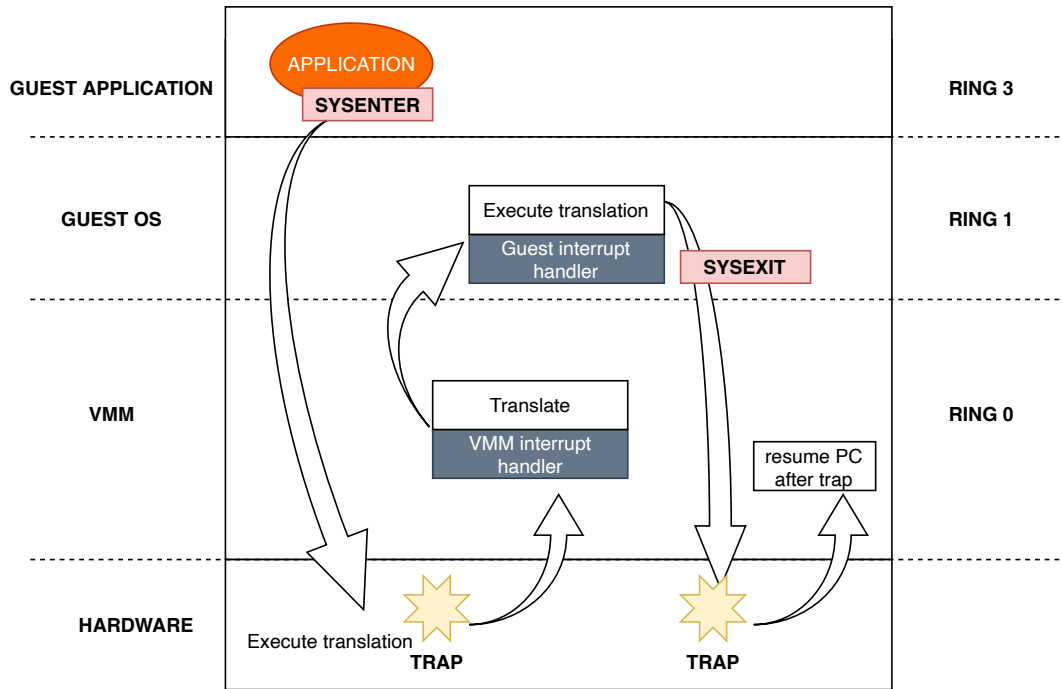 APPLICATION
GUEST APPLICATION
RING 3
SYSENTER
Execute translation
GUEST OS
RING 1
Guest interrupt
handler
SYSEXIT
Translate
VMM
RING 0
VMM interrupt
handler
resume PC
after trap
HARDWARE
Execute translation
TRAP
TRAP